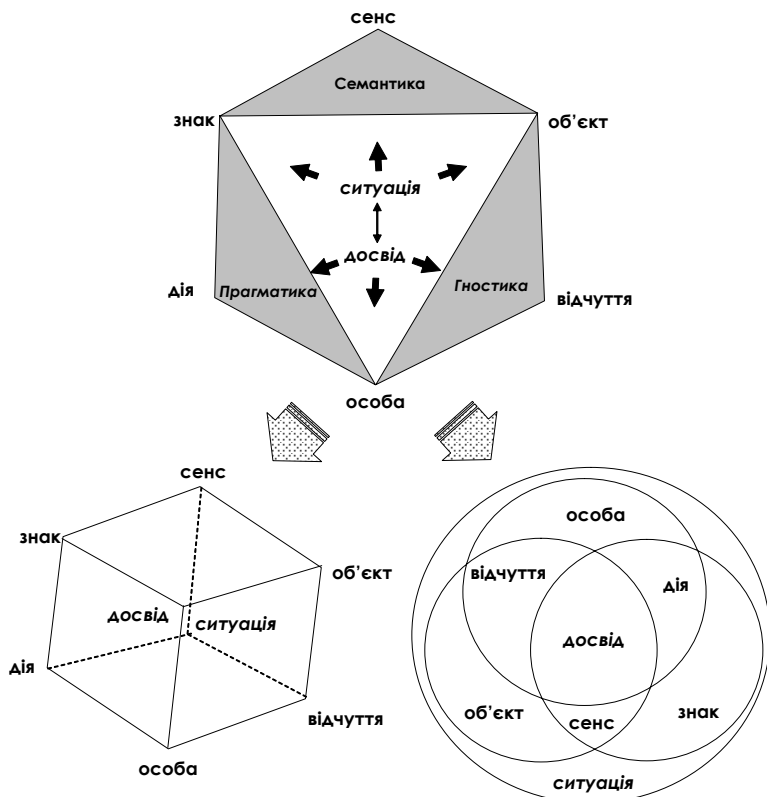 сенс
Семантика
знак
об’єкт
ситуація
досвід
дія
Прагматика
Гностика
відчуття
особа
сенс
знак
об’єкт
досвід
ситуація
дія
відчуття
особа
особа
відчуття
дія
досвід
об’єкт
сенс
знак
ситуація